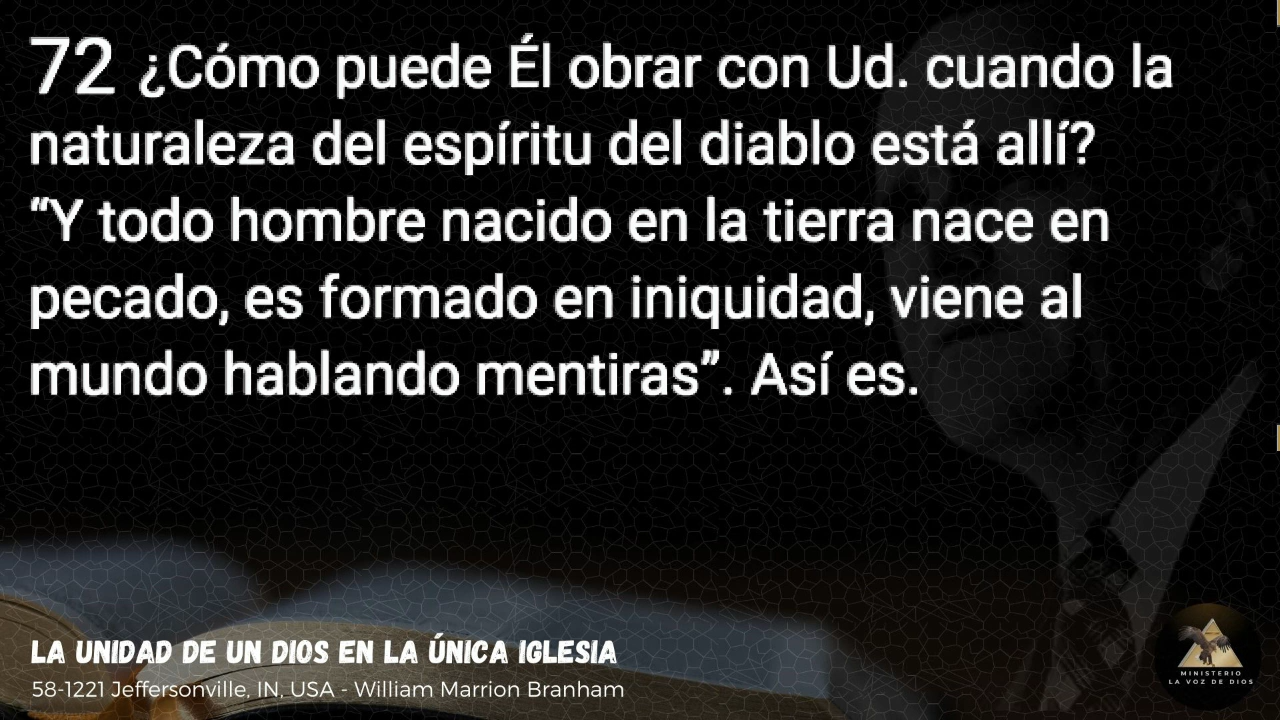 72 ¿Cómo puede Él obrar con Ud. cuando la
naturaleza del espíritu del diablo está allí?
“Y todo hombre nacido en la tierra nace en
pecado, es formado en iniquidad, viene al
mundo hablando mentiras”. Así es.
LA UNIDAD DE UN DIOS EN LA ÚNICA IGLESIA
58-1221 Jeffersonville, IN, USA - William Marrion Branham
MINISTERIO
LA VOZ DE DIOS